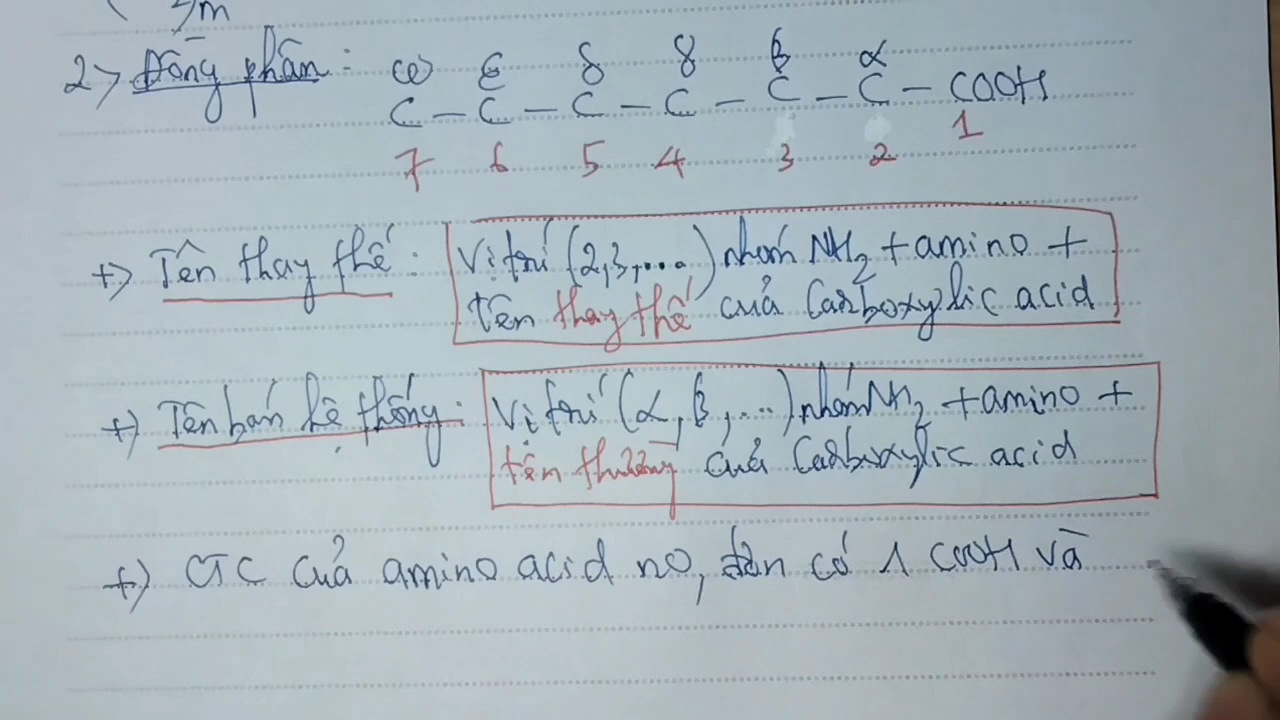 2> Đồng phân :
ω ε δ γ β α
C – C – C – C – C – C – COOH
7 6 5 4 3 2 1
+> Tên thay thế : Vị trí (2,3,....) nhóm NH2 + amino +
tên thay thế của Carboxylic acid
+> Tên bán hệ thống : Vị trí (α, β, ...) nhóm NH2 + amino +
tên thường của Carboxylic acid
+> CTC của amino acid no, đơn có 1 COOH và